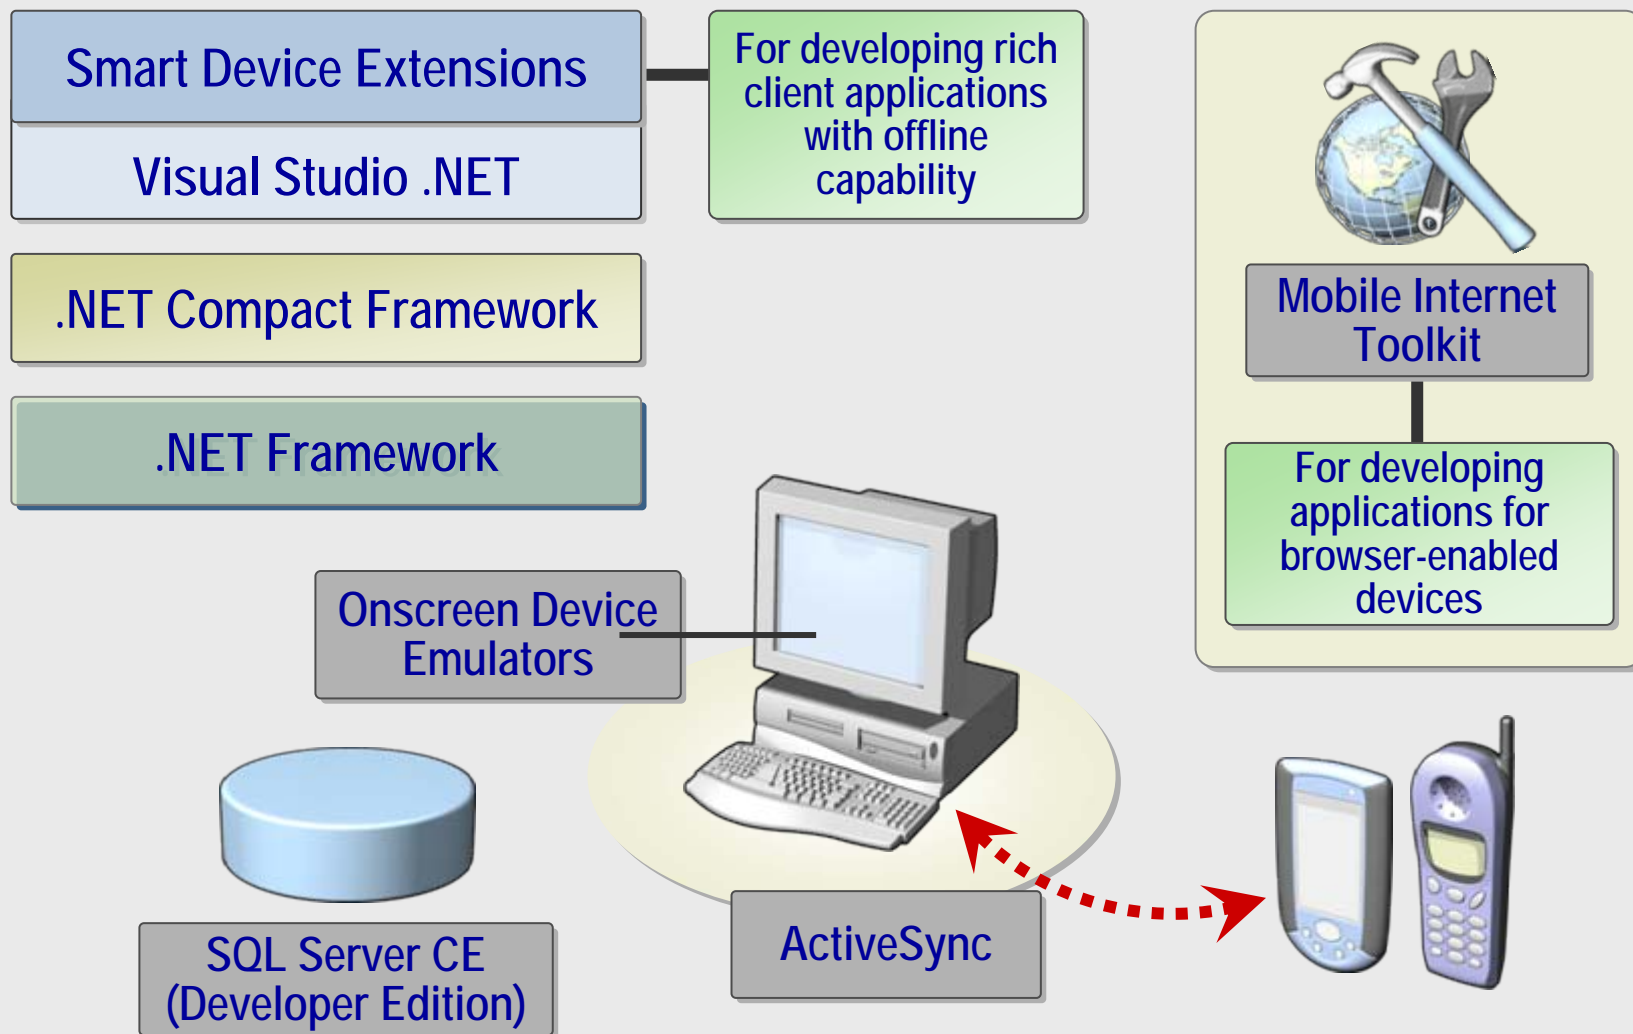 Smart Device Extensions
Visual Studio .NET
For developing rich
client applications
with offline
capability
.NET Compact Framework
.NET Framework
Mobile Internet
Toolkit
For developing
applications for
browser-enabled
devices
Onscreen Device
Emulators
ActiveSync
SQL Server CE
(Developer Edition)